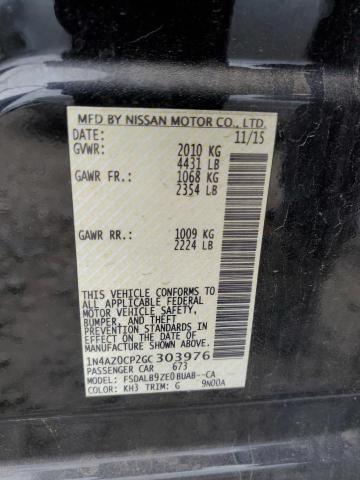 MFD BY NISSAN MOTOR CO., LTD.
DATE: 11/15
GVWR: 2010 KG
4431 LB
GAWR FR.: 1068 KG
2354 LB
GAWR RR.: 1009 KG
2224 LB
THIS VEHICLE CONFORMS TO
ALL APPLICABLE FEDERAL
MOTOR VEHICLE SAFETY,
BUMPER, AND THEFT
PREVENTION STANDARDS IN
EFFECT ON THE DATE OF
MANUFACTURE SHOWN ABOVE.
1N4AZ0CP2GC303976
PASSENGER CAR 673
MODEL: FSDALB9ZE0BUAB--CA
COLOR: KH3 TRIM: G 9N00A